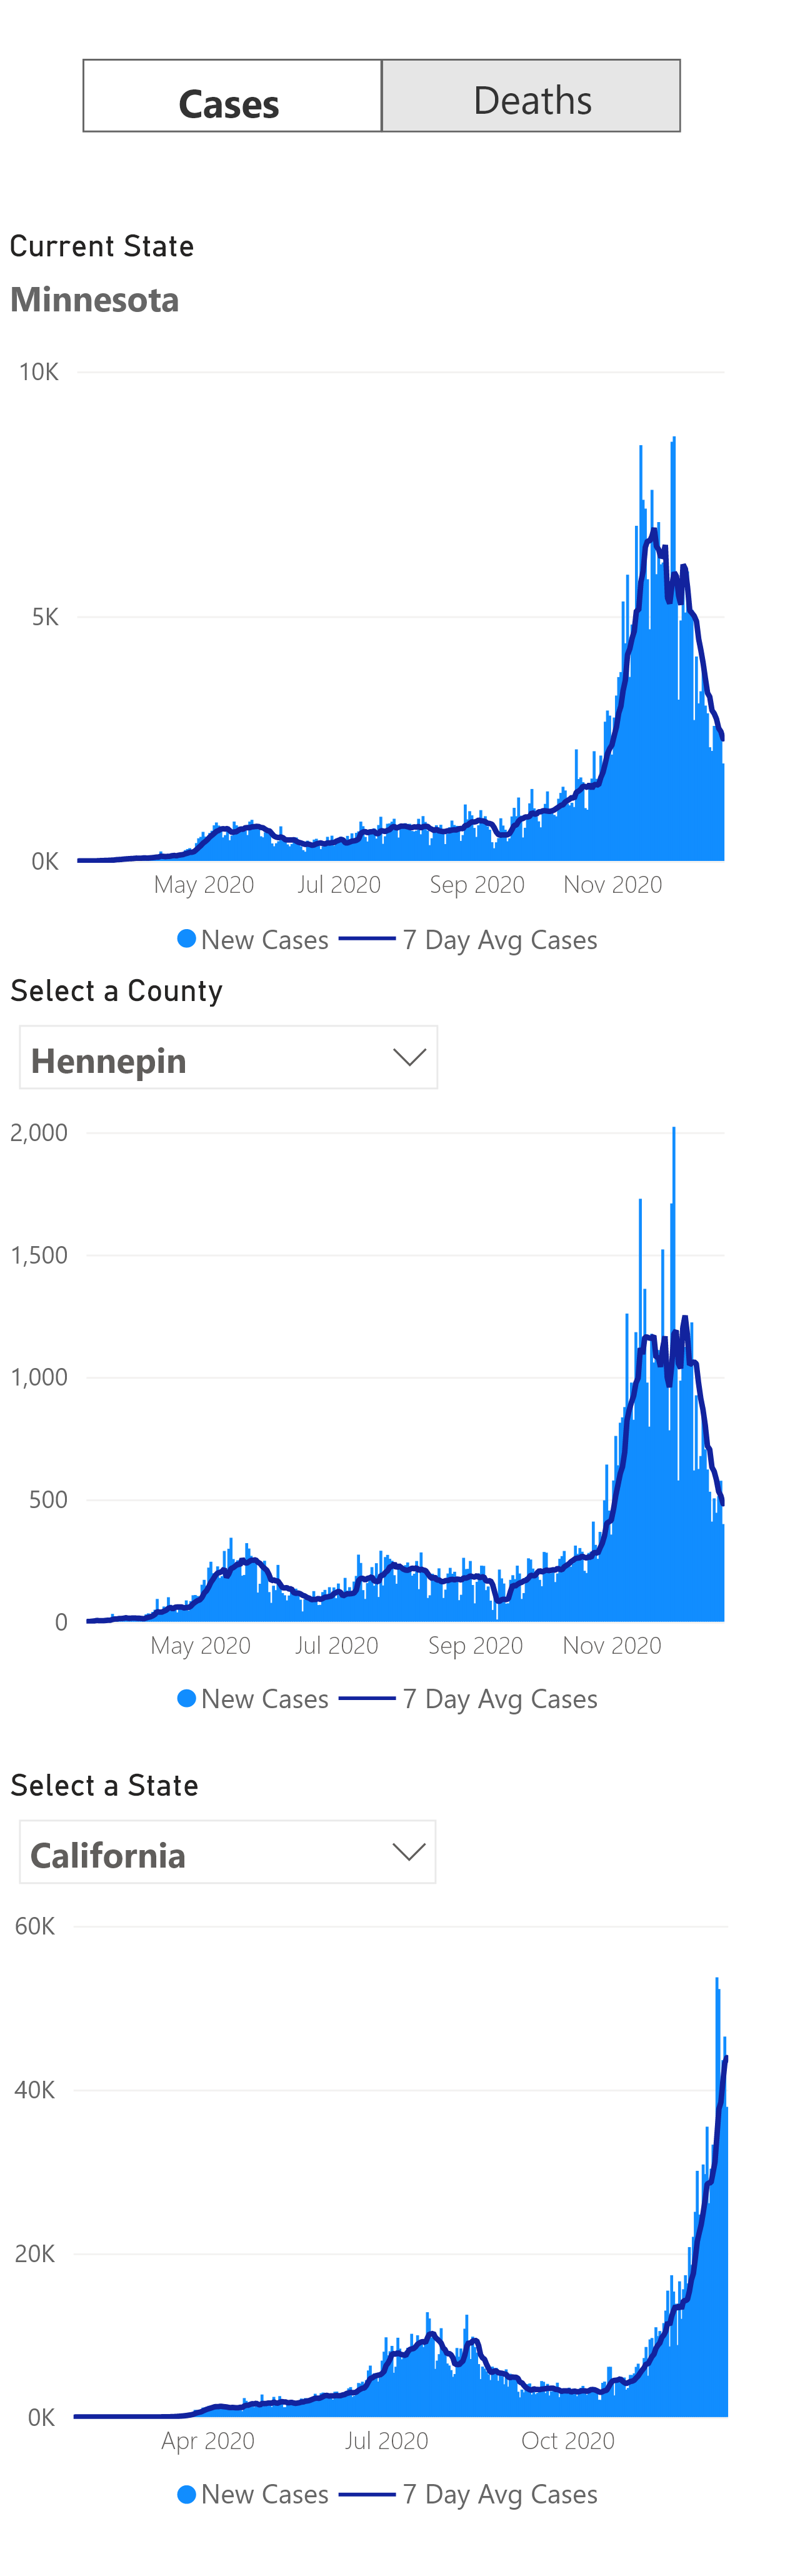 Cases Deaths
Current State
Minnesota
10K
5K
0K
May 2020 Jul 2020 Sep 2020 Nov 2020
New Cases 7 Day Avg Cases
Select a County
Hennepin
2,000
1,500
1,000
500
0
May 2020 Jul 2020 Sep 2020 Nov 2020
New Cases 7 Day Avg Cases
Select a State
California
60K
40K
20K
0K
Apr 2020 Jul 2020 Oct 2020
New Cases 7 Day Avg Cases